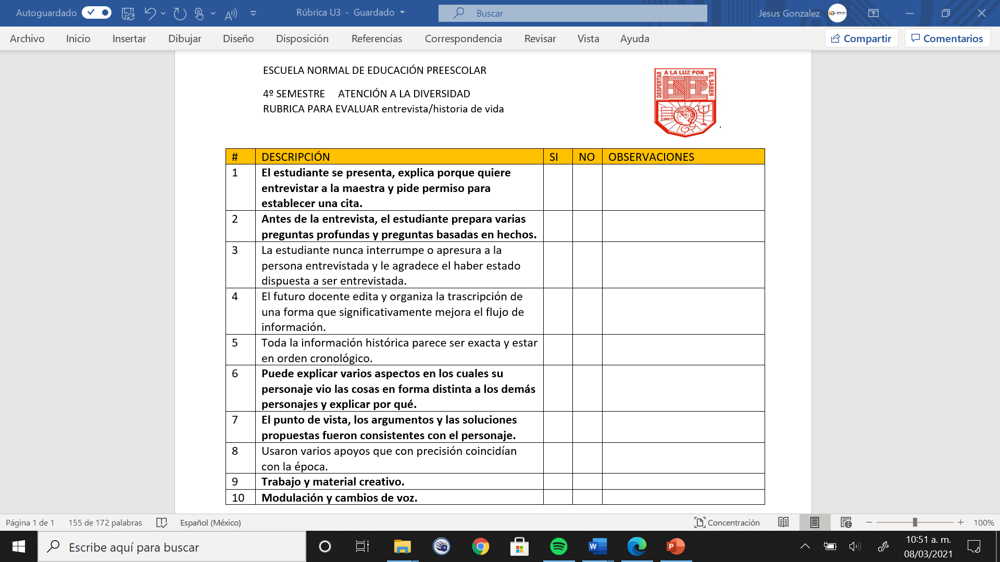 Autoguardado
Rúbrica U3 - Guardado
Buscar
Jesus Gonzalez
Archivo Inicio Insertar Dibujar Diseño Disposición Referencias Correspondencia Revisar Vista Ayuda Compartir Comentarios
ESCUELA NORMAL DE EDUCACIÓN PREESCOLAR
4º SEMESTRE ATENCIÓN A LA DIVERSIDAD
RUBRICA PARA EVALUAR entrevista/historia de vida
DESPERTAR A LA LUZ POR EL SABER
ENEP
.
# DESCRIPCIÓN SI NO OBSERVACIONES
1 El estudiante se presenta, explica porque quiere
entrevistar a la maestra y pide permiso para
establecer una cita.
2 Antes de la entrevista, el estudiante prepara varias
preguntas profundas y preguntas basadas en hechos.
3 La estudiante nunca interrumpe o apresura a la
persona entrevistada y le agradece el haber estado
dispuesta a ser entrevistada.
4 El futuro docente edita y organiza la trascripción de
una forma que significativamente mejora el flujo de
información.
5 Toda la información histórica parece ser exacta y estar
en orden cronológico.
6 Puede explicar varios aspectos en los cuales su
personaje vio las cosas en forma distinta a los demás
personajes y explicar por qué.
7 El punto de vista, los argumentos y las soluciones
propuestas fueron consistentes con el personaje.
8 Usaron varios apoyos que con precisión coincidían
con la época.
9 Trabajo y material creativo.
10 Modulación y cambios de voz.
Página 1 de 1 155 de 172 palabras Español (México) Concentración 100%
Escribe aquí para buscar
10:51 a. m.
08/03/2021